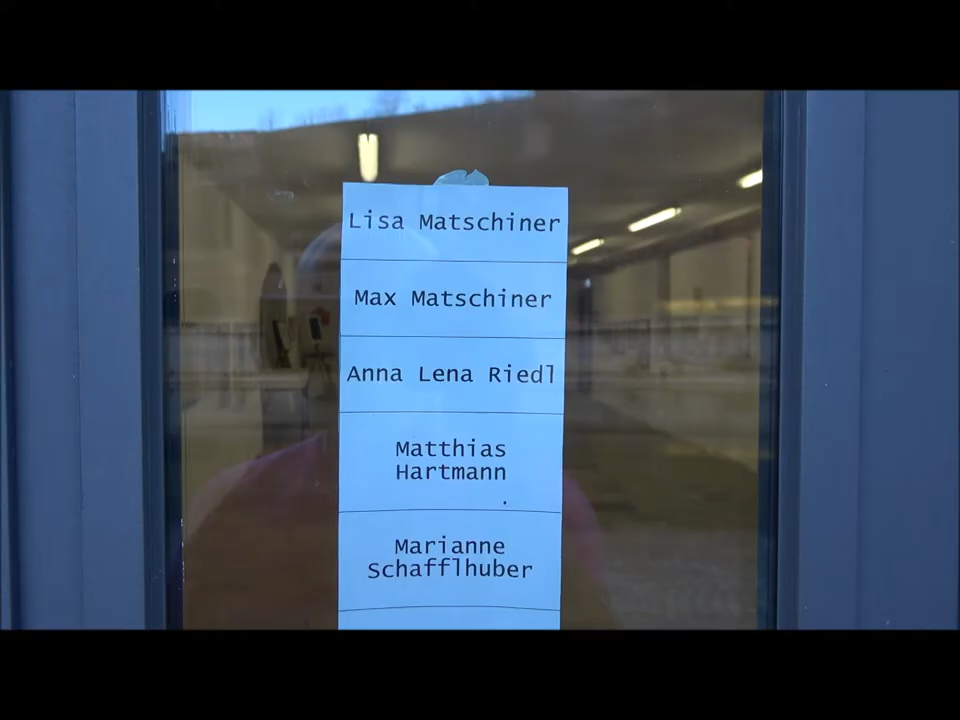 Lisa Matschiner
Max Matschiner
Anna Lena Riedl
Matthias
Hartmann
Marianne
Schafflhuber